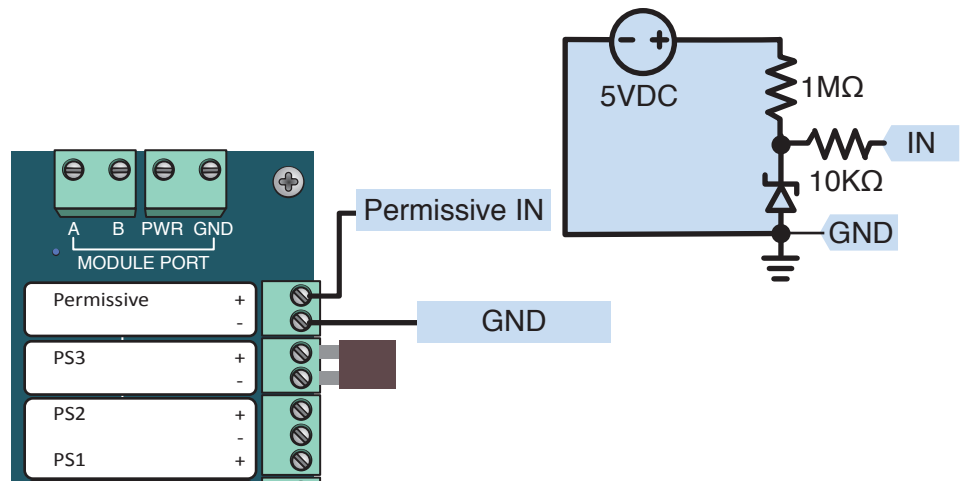 5VDC
- +
1MΩ
IN
10KΩ
GND
A B PWR GND
MODULE PORT
Permissive IN
Permissive +
-
GND
PS3 +
-
PS2 +
-
PS1 +